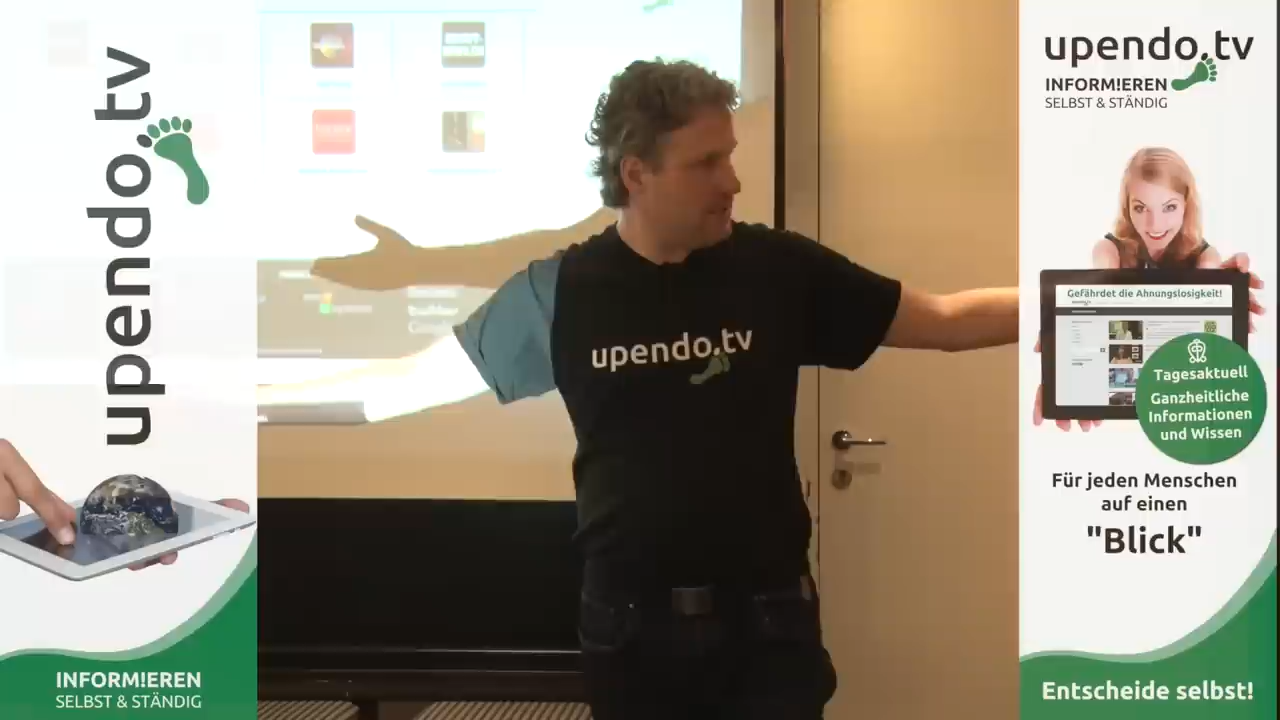 upendo.tv
INFORM!EREN
SELBST & STÄNDIG
upendo.tv
upendo.tv
INFORM!EREN
SELBST & STÄNDIG
Gefährdet die Ahnungslosigkeit!
Tagesaktuell
Ganzheitliche
Informationen
und Wissen
Für jeden Menschen
auf einen
"Blick"
Entscheide selbst!